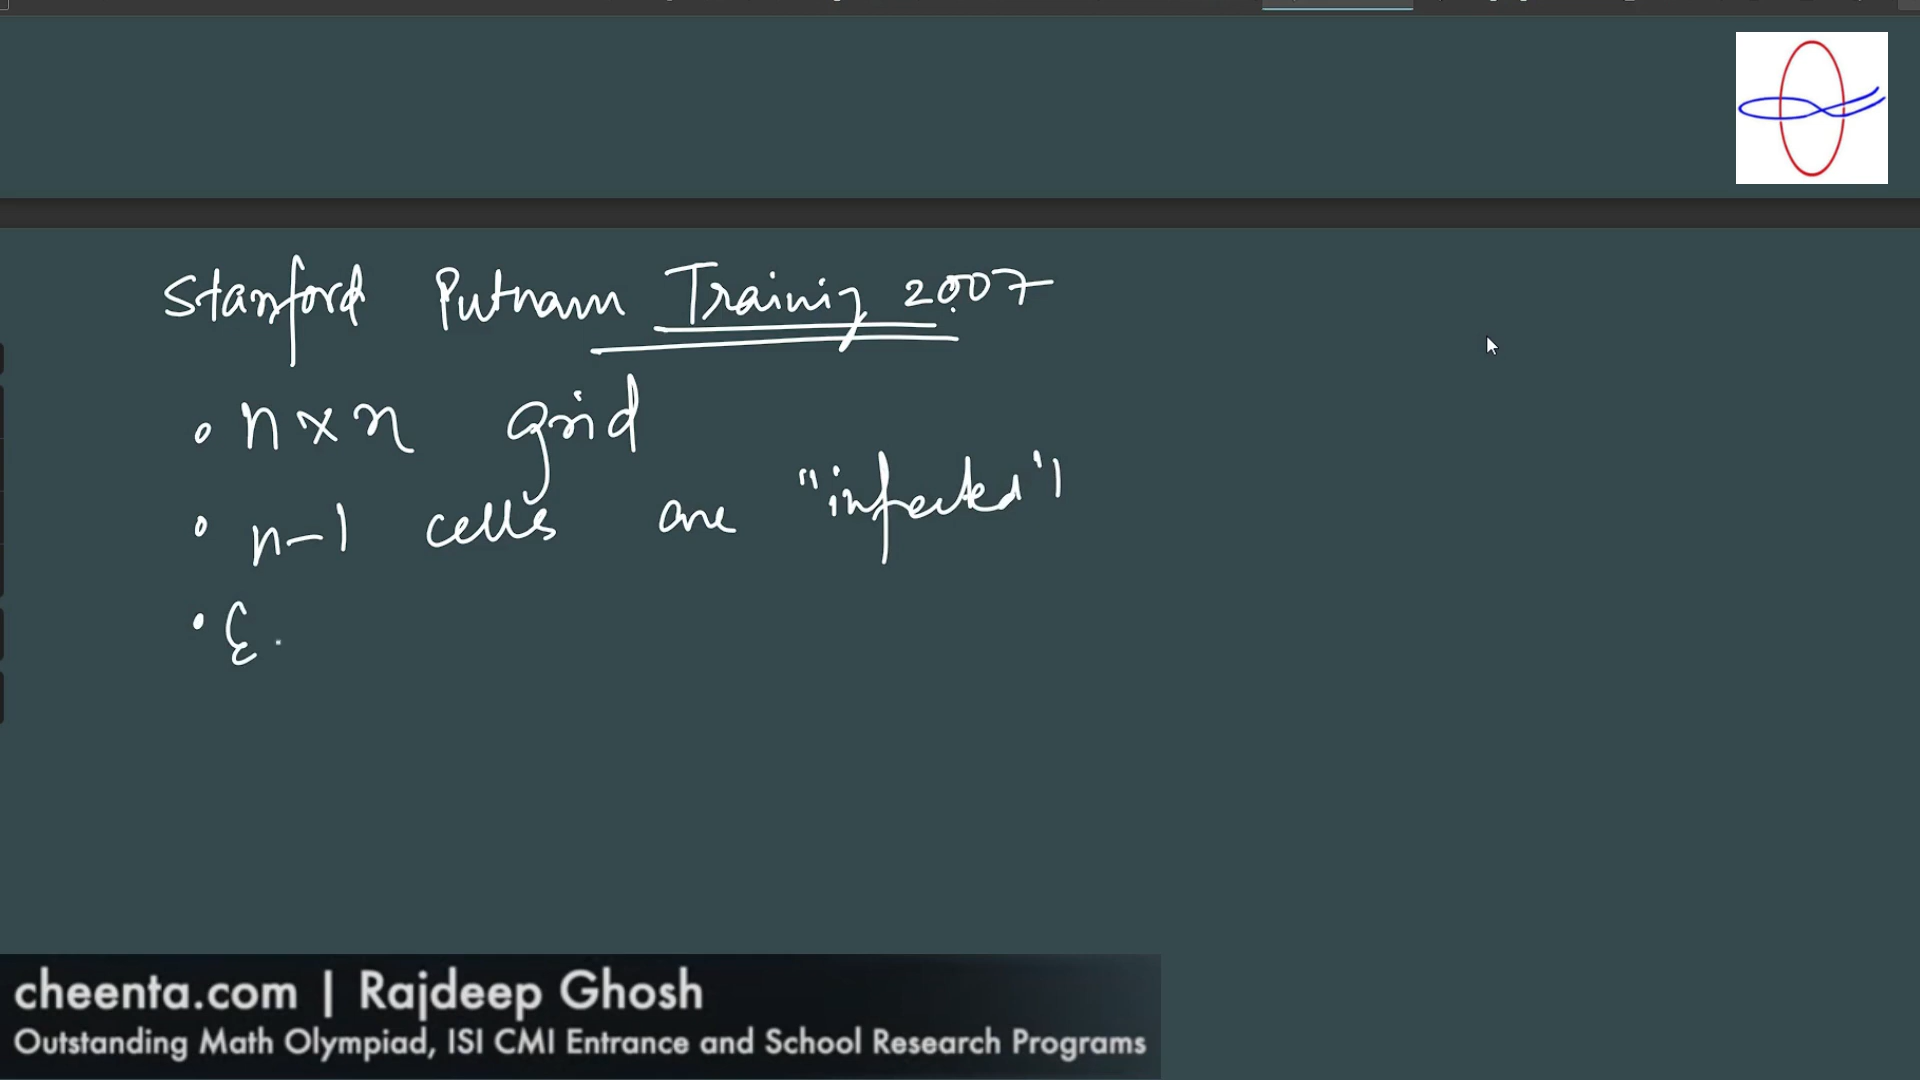 Stanford Putnam Training 2007
• n×n grid
• n-1 cells are "infected"
• E
cheenta.com | Rajdeep Ghosh
Outstanding Math Olympiad, ISI CMI Entrance and School Research Programs